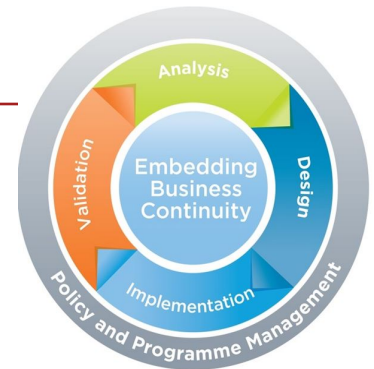 Analysis
Design
Implementation
Validation
Embedding
Business
Continuity
Policy and Programme Management